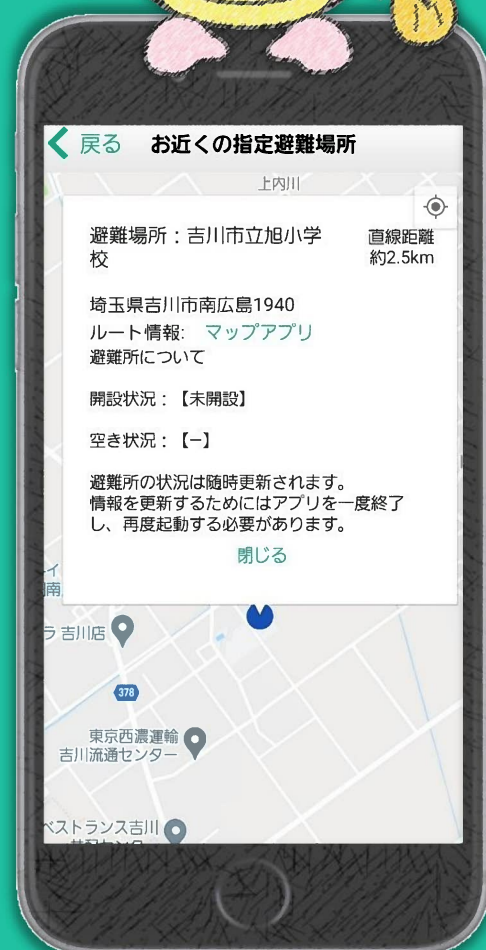 戻る お近くの指定避難場所
上内川
避難場所：吉川市立旭小学
校
直線距離
約2.5km
埼玉県吉川市南広島1940
ルート情報: マップアプリ
避難所について
開設状況：【未開設】
空き状況：【−】
避難所の状況は随時更新されます。
情報を更新するためにはアプリを一度終了
し、再度起動する必要があります。
閉じる
イ
南
ラ 吉川店
378
東京西濃運輸
吉川流通センター
ベストランス吉川